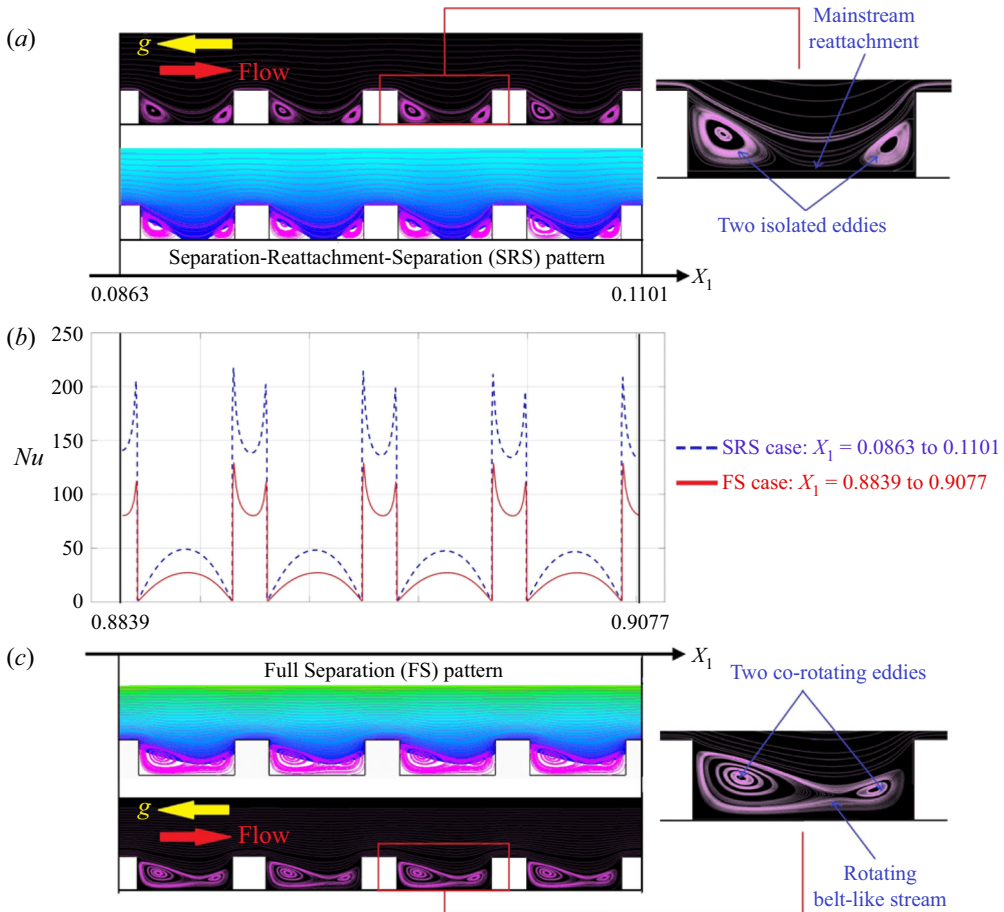 (a)
g
Flow
Mainstream
reattachment
Two isolated eddies
Separation-Reattachment-Separation (SRS) pattern
X1
0.0863
0.1101
(b)
250
200
150
Nu
100
50
0
0.8839
0.9077
SRS case: X1 = 0.0863 to 0.1101
FS case: X1 = 0.8839 to 0.9077
(c)
X1
Full Separation (FS) pattern
Two co-rotating eddies
g
Flow
Rotating
belt-like stream